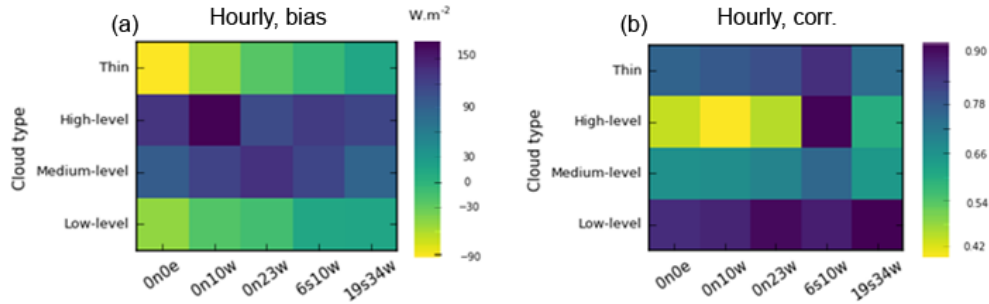 (a) Hourly, bias W.m-2
Cloud type
Thin
High-level
Medium-level
Low-level
0n0e 0n10w 0n23w 6s10w 19s34w
150
90
30
0
−30
−90
(b) Hourly, corr.
Cloud type
Thin
High-level
Medium-level
Low-level
0n0e 0n10w 0n23w 6s10w 19s34w
0.90
0.78
0.66
0.54
0.42